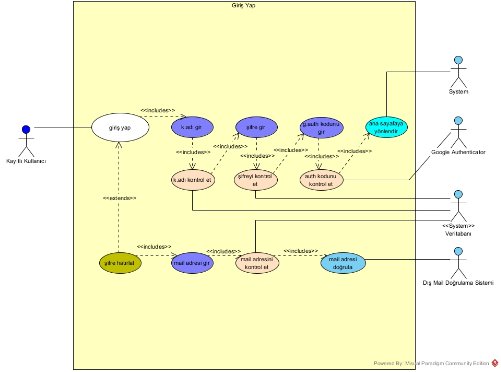 Giriş Yap
System
<<includes>>
giriş yap
k.adı gir
şifre gir
g.auth kodunu
gir
ana sayafaya
yönlendir
Kayıtlı Kullanıcı
Google Authenticator
<<includes>>
<<includes>>
<<includes>>
<<includes>>
<<includes>>
k.adı kontrol et
şifreyi kontrol
et
auth kodunu
kontrol et
<<extends>>
<<System>>
Veritabanı
<<includes>>
<<includes>>
<<includes>>
şifre hatırlat
mail adresi gir
mail adresini
kontrol et
mail adresi
doğrula
Dış Mail Doğrulama Sistemi
Powered By: Visual Paradigm Community Edition